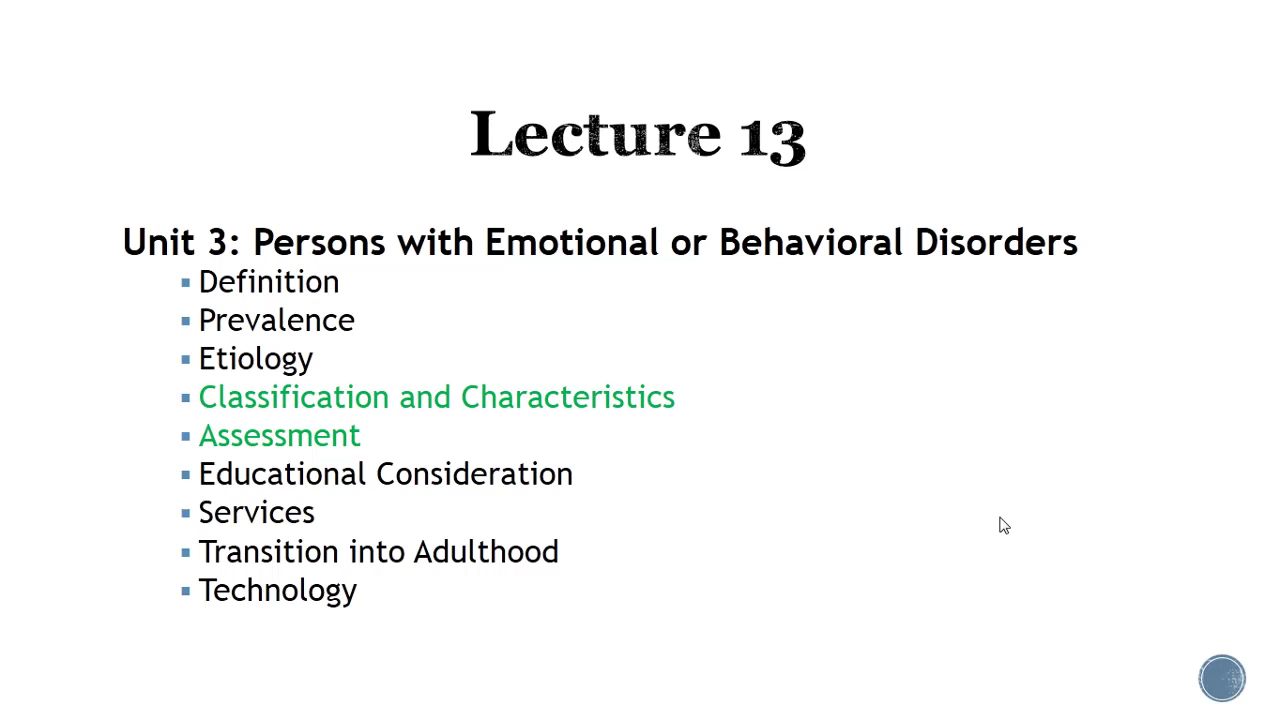 Lecture 13
Unit 3: Persons with Emotional or Behavioral Disorders
▪ Definition
▪ Prevalence
▪ Etiology
▪ Classification and Characteristics
▪ Assessment
▪ Educational Consideration
▪ Services
▪ Transition into Adulthood
▪ Technology